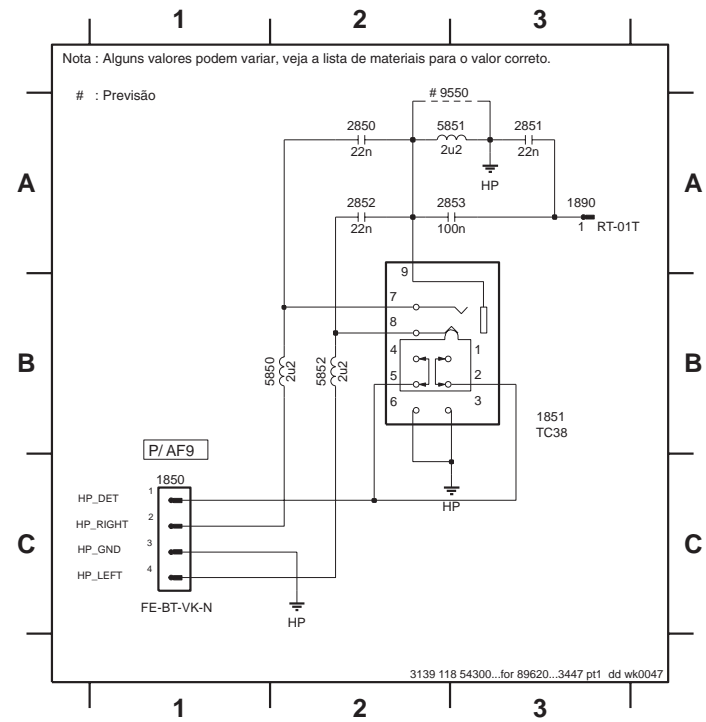 1 2 3
Nota : Alguns valores podem variar, veja a lista de materiais para o valor correto.
# : Previsão
# 9550
2850 5851 2851
22n 2u2 22n
HP
A A
2852 2853 1890
22n 100n 1 RT-01T
9
7
8
4 1
5 2
6 3
B B
5850 2u2
5852 2u2
1851
TC38
P/ AF9
1850
HP_DET 1
HP_RIGHT 2
HP_GND 3
HP_LEFT 4
HP
C C
FE-BT-VK-N
HP
3139 118 54300...for 89620...3447 pt1 dd wk0047
1 2 3